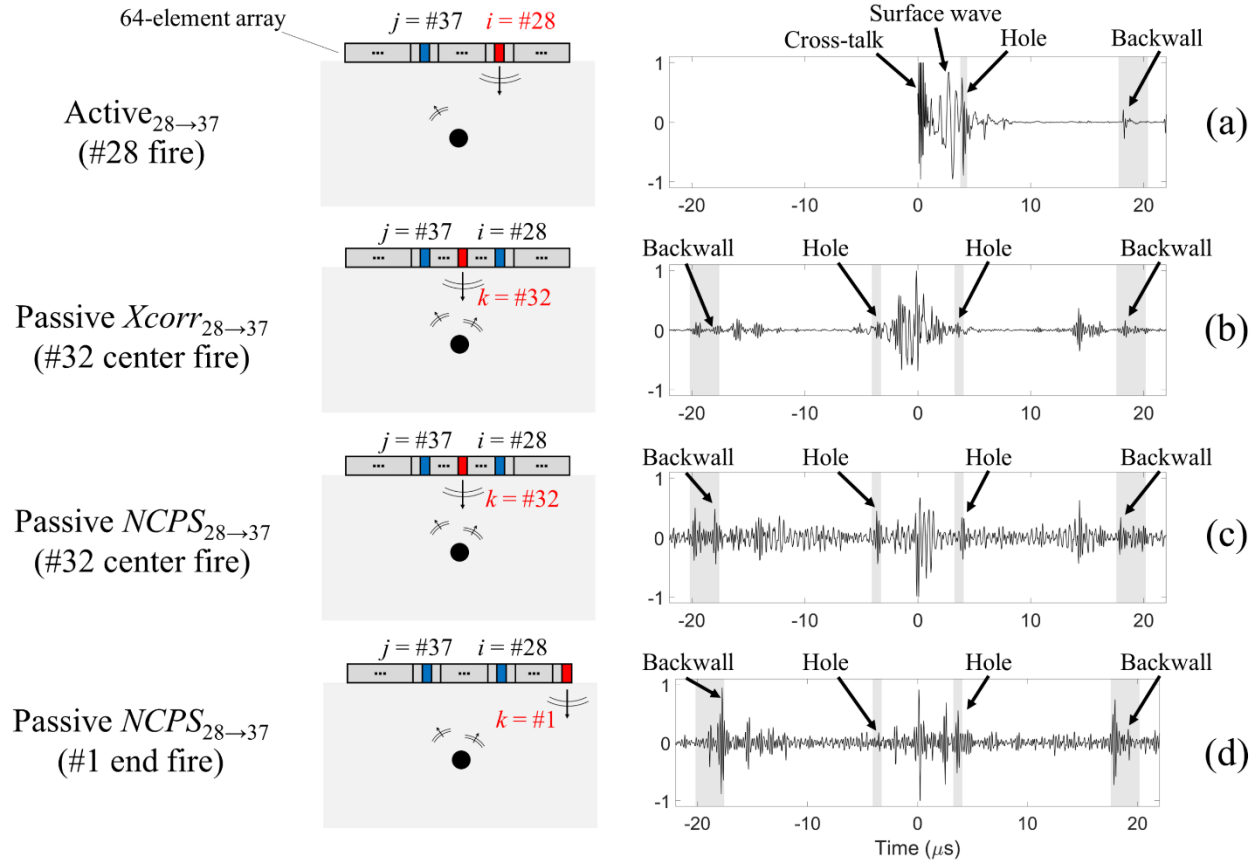 64-element array
j = #37 i = #28
... ... ...
Active28→37
(#28 fire)
Surface wave
Cross-talk
Hole
Backwall
1
0
-1
-20 -10 0 10 20
(a)
j = #37 i = #28
... ... ... ...
k = #32
Passive Xcorr28→37
(#32 center fire)
Backwall Hole Hole Backwall
1
0
-1
-20 -10 0 10 20
(b)
j = #37 i = #28
... ... ... ...
k = #32
Passive NCPS28→37
(#32 center fire)
Backwall Hole Hole Backwall
1
0
-1
-20 -10 0 10 20
(c)
j = #37 i = #28
... ... ...
k = #1
Passive NCPS28→37
(#1 end fire)
Backwall Hole Hole Backwall
1
0
-1
-20 -10 0 10 20
Time (μs)
(d)